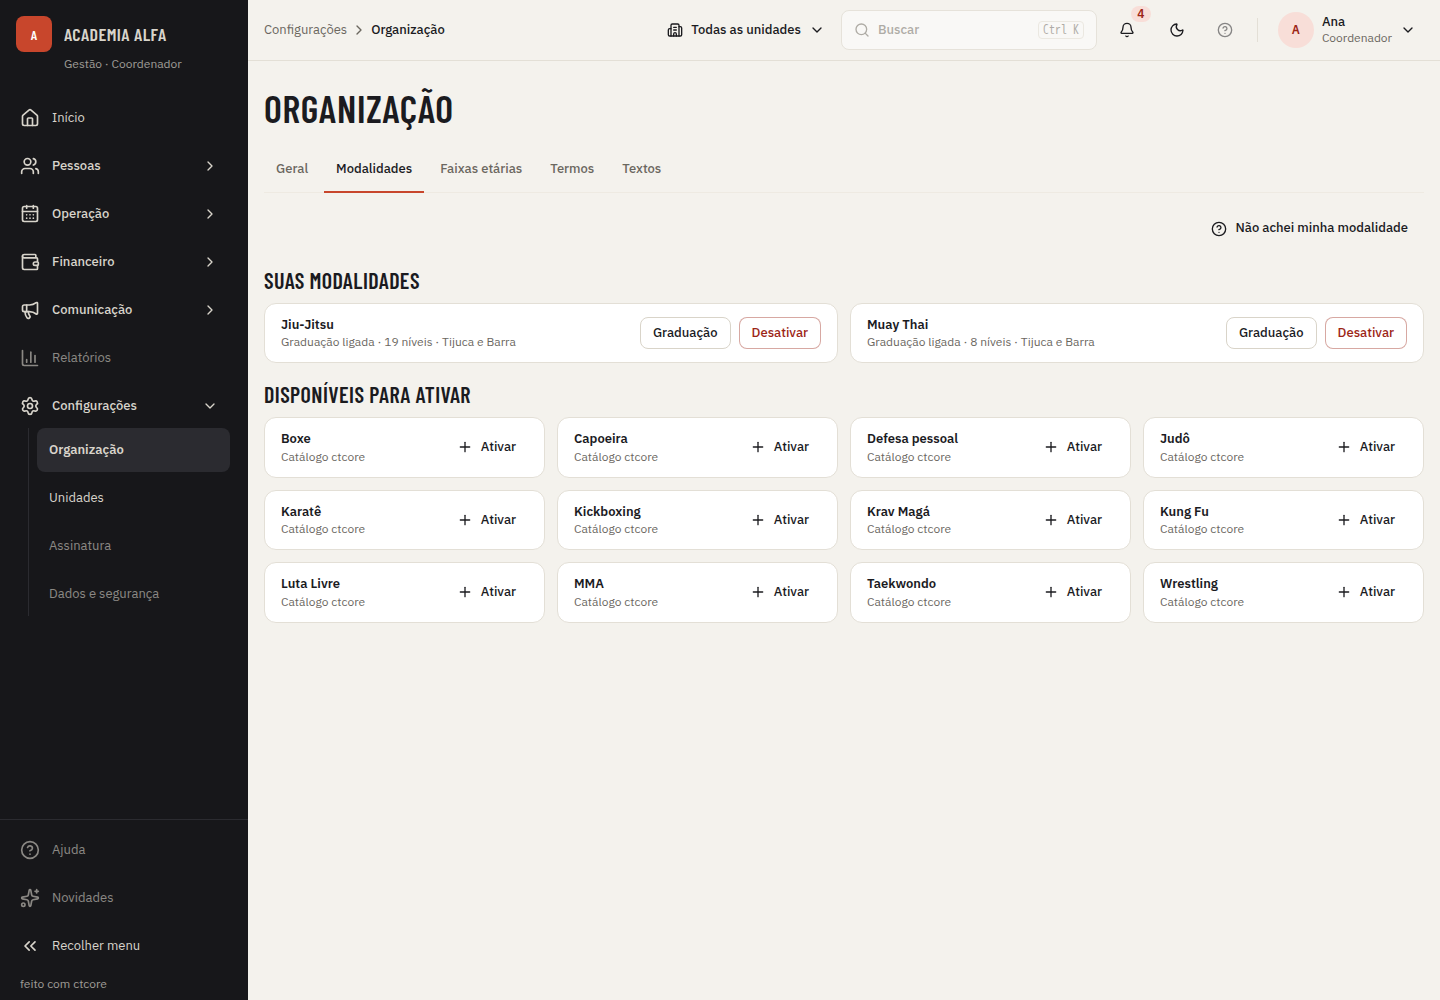 A
ACADEMIA ALFA
Gestão · Coordenador
Início
Pessoas
Operação
Financeiro
Comunicação
Relatórios
Configurações
Organização
Unidades
Assinatura
Dados e segurança
Ajuda
Novidades
Recolher menu
feito com ctcore
Configurações > Organização
Todas as unidades
Buscar
Ctrl K
4
A
Ana
Coordenador
ORGANIZAÇÃO
Geral Modalidades Faixas etárias Termos Textos
Não achei minha modalidade
SUAS MODALIDADES
Jiu-Jitsu
Graduação ligada · 19 níveis · Tijuca e Barra
Graduação Desativar
Muay Thai
Graduação ligada · 8 níveis · Tijuca e Barra
Graduação Desativar
DISPONÍVEIS PARA ATIVAR
Boxe
Catálogo ctcore
Ativar
Capoeira
Catálogo ctcore
Ativar
Defesa pessoal
Catálogo ctcore
Ativar
Judô
Catálogo ctcore
Ativar
Karatê
Catálogo ctcore
Ativar
Kickboxing
Catálogo ctcore
Ativar
Krav Magá
Catálogo ctcore
Ativar
Kung Fu
Catálogo ctcore
Ativar
Luta Livre
Catálogo ctcore
Ativar
MMA
Catálogo ctcore
Ativar
Taekwondo
Catálogo ctcore
Ativar
Wrestling
Catálogo ctcore
Ativar